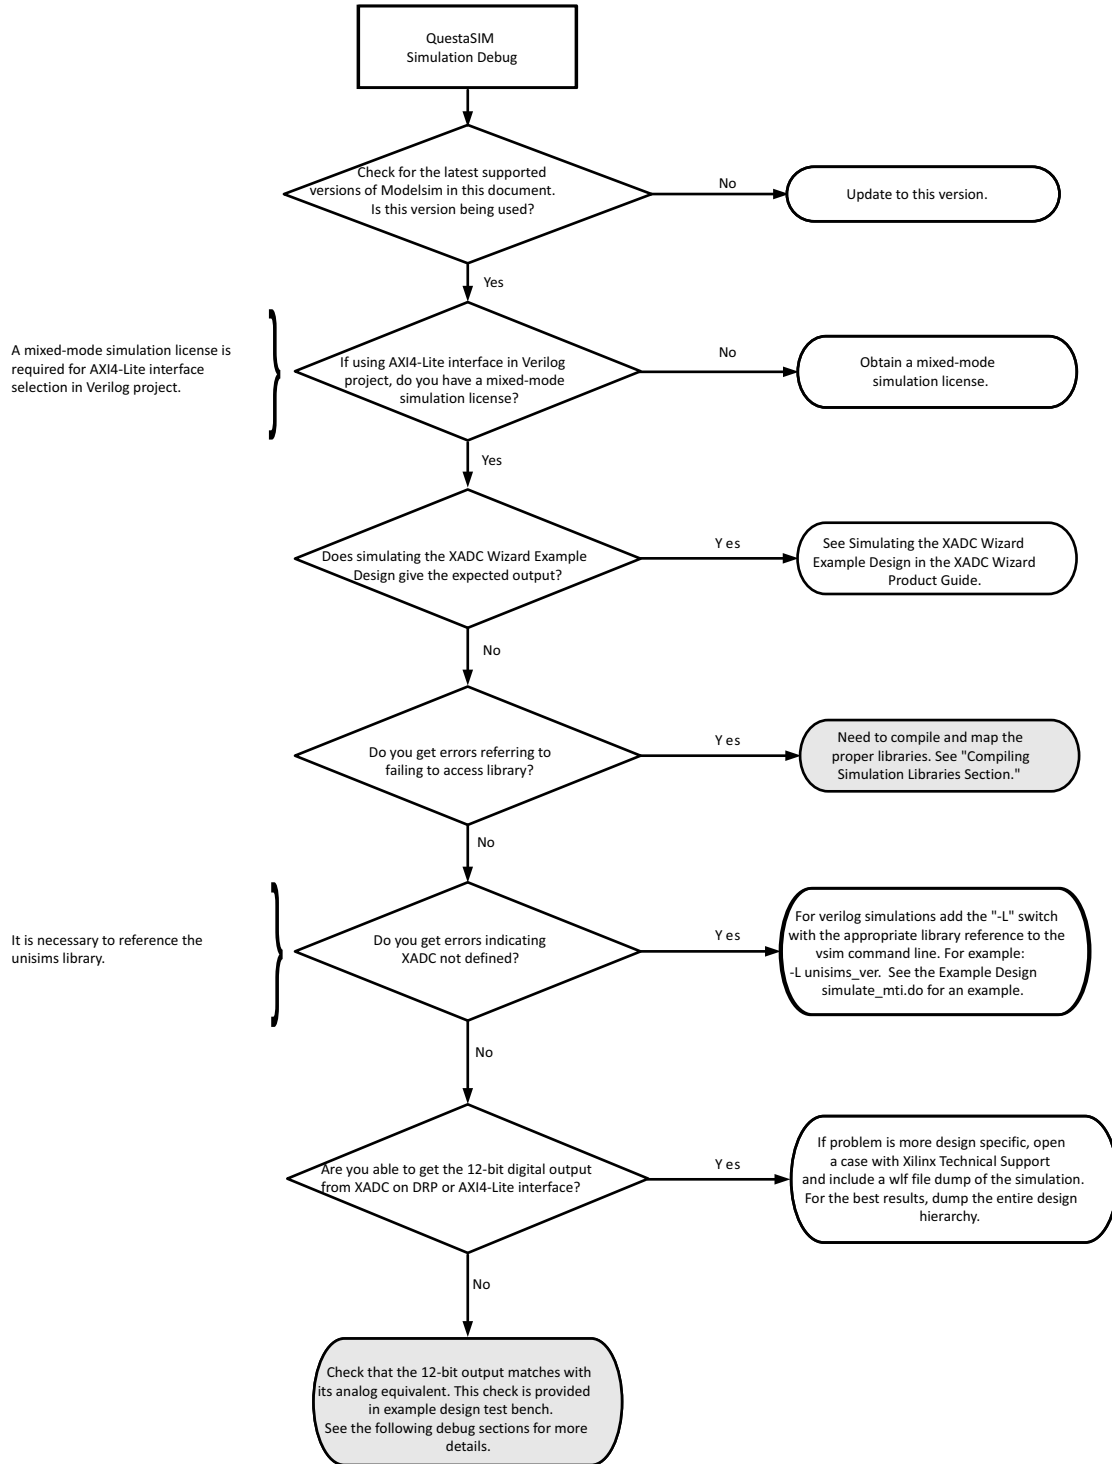 QuestaSIM
Simulation Debug
Check for the latest supported
versions of Modelsim in this document.
Is this version being used?
No
Update to this version.
Yes
A mixed-mode simulation license is
required for AXI4-Lite interface
selection in Verilog project.
If using AXI4-Lite interface in Verilog
project, do you have a mixed-mode
simulation license?
No
Obtain a mixed-mode
simulation license.
Yes
Does simulating the XADC Wizard Example
Design give the expected output?
Yes
See Simulating the XADC Wizard
Example Design in the XADC Wizard
Product Guide.
No
Do you get errors referring to
failing to access library?
Yes
Need to compile and map the
proper libraries. See "Compiling
Simulation Libraries Section."
No
It is necessary to reference the
unisims library.
Do you get errors indicating
XADC not defined?
Yes
For verilog simulations add the "-L" switch
with the appropriate library reference to the
vsim command line. For example:
-L unisims_ver. See the Example Design
simulate_mti.do for an example.
No
Are you able to get the 12-bit digital output
from XADC on DRP or AXI4-Lite interface?
Yes
If problem is more design specific, open
a case with Xilinx Technical Support
and include a wlf file dump of the simulation.
For the best results, dump the entire design
hierarchy.
No
Check that the 12-bit output matches with
its analog equivalent. This check is provided
in example design test bench.
See the following debug sections for more
details.